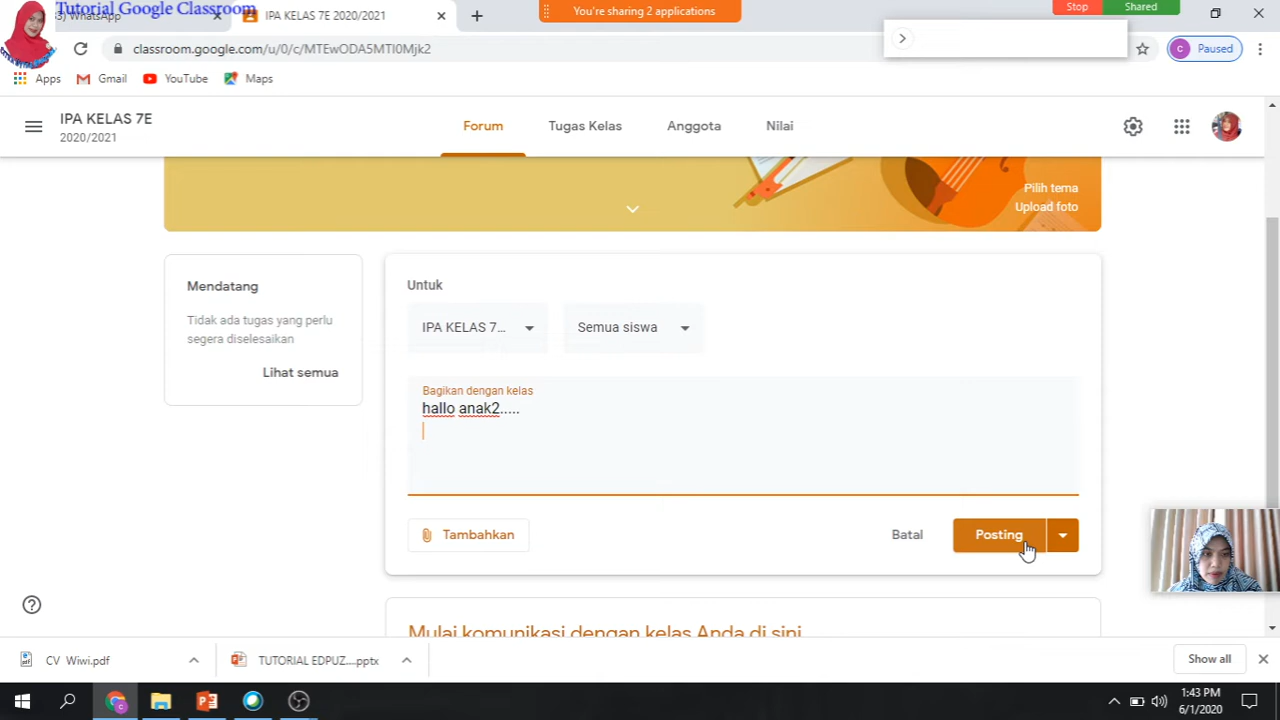 Tutorial Google Classroom
WhatsApp
IPA KELAS 7E 2020/2021
You're sharing 2 applications
Stop
Shared
classroom.google.com/u/0/c/MTEwODA5MTI0Mjk2
C
Paused
Apps
Gmail
YouTube
Maps
IPA KELAS 7E
2020/2021
Forum
Tugas Kelas
Anggota
Nilai
Pilih tema
Upload foto
Mendatang
Tidak ada tugas yang perlu
segera diselesaikan
Lihat semua
Untuk
IPA KELAS 7...
Semua siswa
Bagikan dengan kelas
hallo anak2.....
Tambahkan
Batal
Posting
Mulai komunikasi dengan kelas Anda di sini
CV Wiwi.pdf
TUTORIAL EDPUZ....pptx
Show all
1:43 PM
6/1/2020